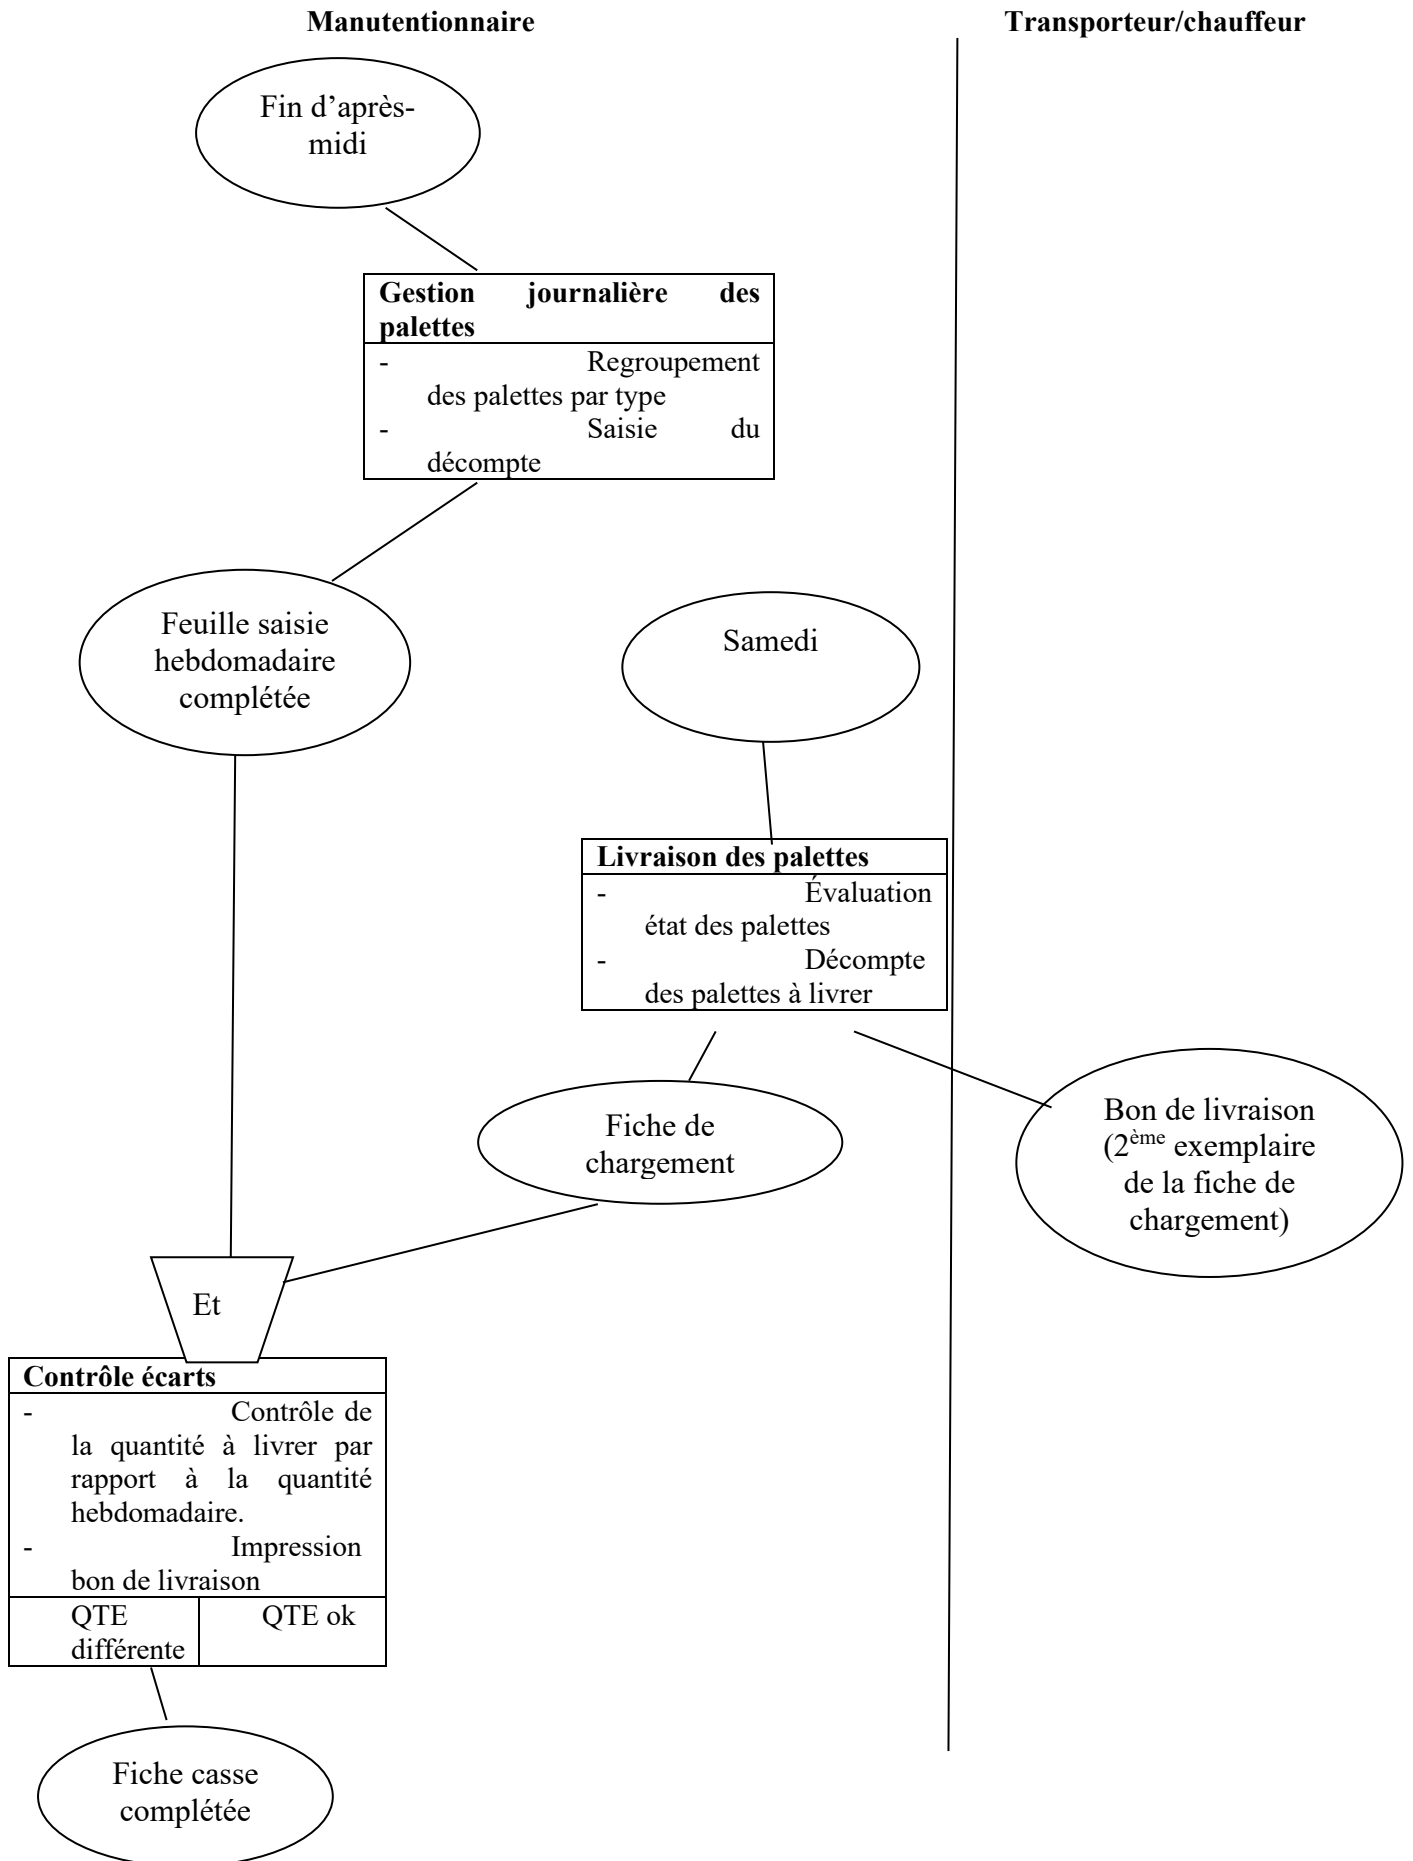 Manutentionnaire
Transporteur/chauffeur
Fin d’après-
midi
Gestion journalière des
palettes
- Regroupement
des palettes par type
- Saisie du
décompte
Feuille saisie
hebdomadaire
complétée
Samedi
Livraison des palettes
- Évaluation
état des palettes
- Décompte
des palettes à livrer
Fiche de
chargement
Bon de livraison
(2ème exemplaire
de la fiche de
chargement)
Et
Contrôle écarts
- Contrôle de
la quantité à livrer par
rapport à la quantité
hebdomadaire.
- Impression
bon de livraison
QTE
différente
QTE ok
Fiche casse
complétée